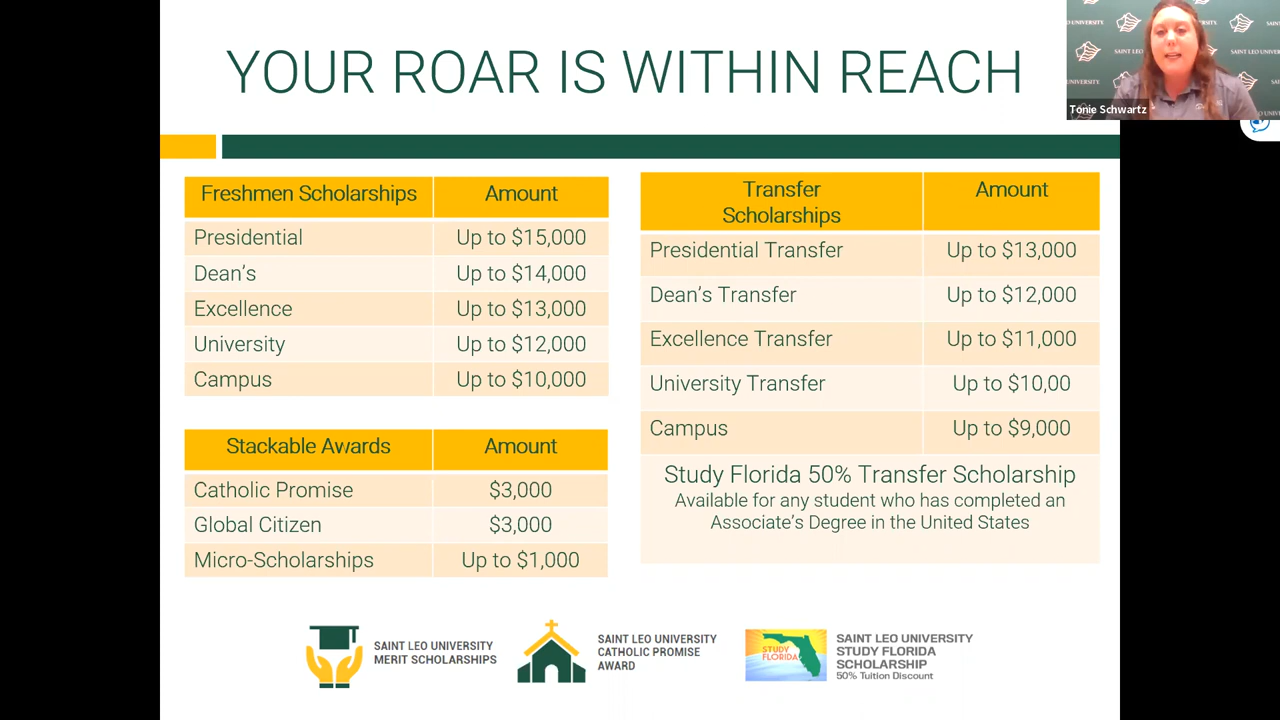 YOUR ROAR IS WITHIN REACH
Tonie Schwartz
Freshmen Scholarships Amount
Presidential Up to $15,000
Dean's Up to $14,000
Excellence Up to $13,000
University Up to $12,000
Campus Up to $10,000
Stackable Awards Amount
Catholic Promise $3,000
Global Citizen $3,000
Micro-Scholarships Up to $1,000
Transfer
Scholarships Amount
Presidential Transfer Up to $13,000
Dean's Transfer Up to $12,000
Excellence Transfer Up to $11,000
University Transfer Up to $10,00
Campus Up to $9,000
Study Florida 50% Transfer Scholarship
Available for any student who has completed an
Associate's Degree in the United States
SAINT LEO UNIVERSITY
MERIT SCHOLARSHIPS
SAINT LEO UNIVERSITY
CATHOLIC PROMISE
AWARD
STUDY
FLORIDA
SAINT LEO UNIVERSITY
STUDY FLORIDA
SCHOLARSHIP
50% Tuition Discount